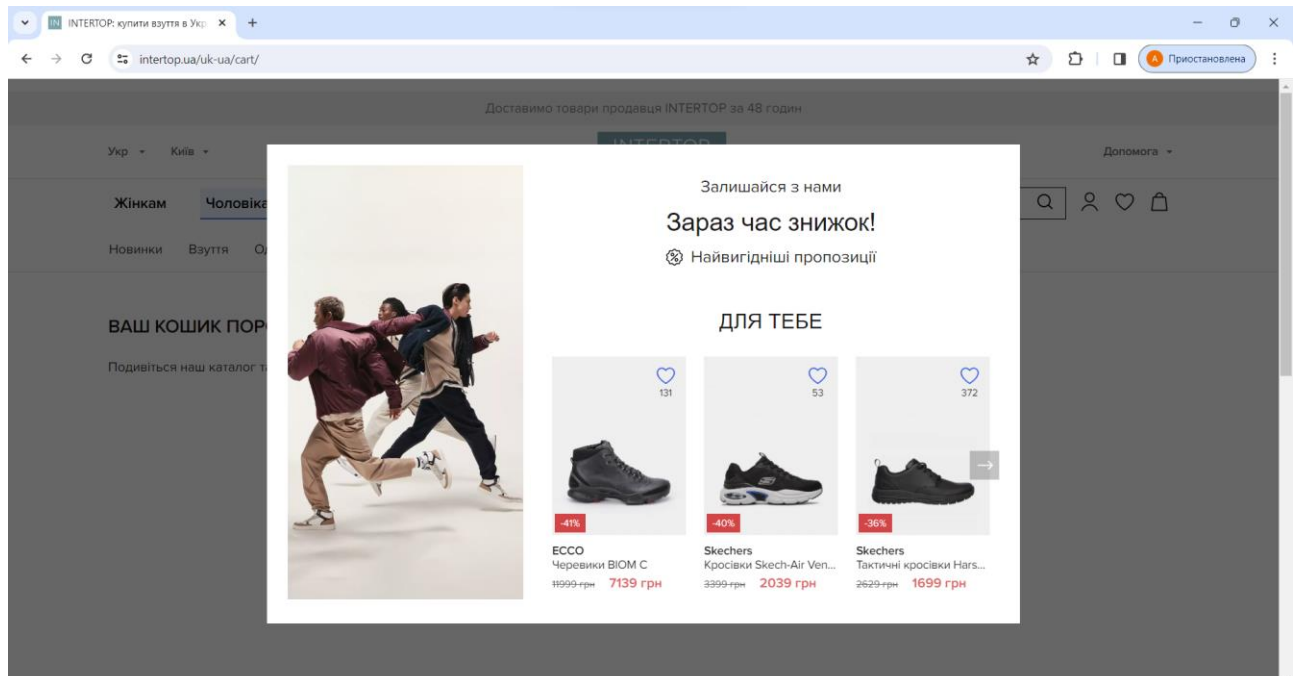 INTERTOP: купити взуття в Укр
intertop.ua/uk-ua/cart/
А Приостановлена
Доставимо товари продавця INTERTOP за 48 годин
Укр Київ
INTERTOP
Допомога
Жінкам Чоловіка
Новинки Взуття
ВАШ КОШИК ПОР
Подивіться наш каталог
Залишайся з нами
Зараз час знижок!
Найвигідніші пропозиції
ДЛЯ ТЕБЕ
131 53 372
-41% -40% -36%
ECCO Skechers Skechers
Черевики BIOM C Кросівки Skech-Air Ven... Тактичні кросівки Hars...
11999 грн 7139 грн 3399 грн 2039 грн 2629 грн 1699 грн